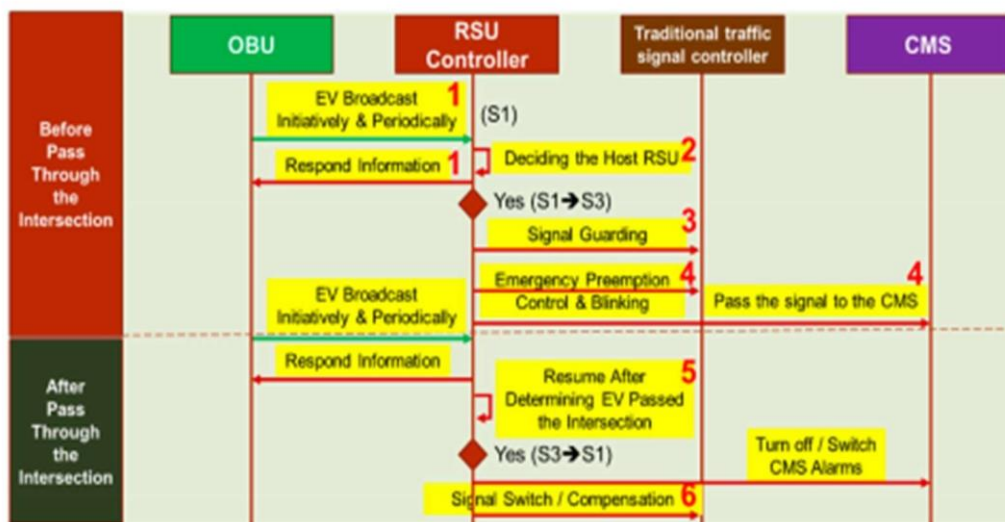 OBU
RSU
Controller
Traditional traffic
signal controller
CMS
Before
Pass
Through
the
Intersection
EV Broadcast 1
Initiatively & Periodically
(S1)
Respond Information 1
Deciding the Host RSU 2
Yes (S1➔S3)
3
Signal Guarding
Emergency Preemption 4
Control & Blinking
4
Pass the signal to the CMS
EV Broadcast
Initiatively & Periodically
After
Pass
Through
the
Intersection
Respond Information
Resume After 5
Determining EV Passed
the Intersection
Yes (S3➔S1)
Turn off / Switch
CMS Alarms
Signal Switch / Compensation 6